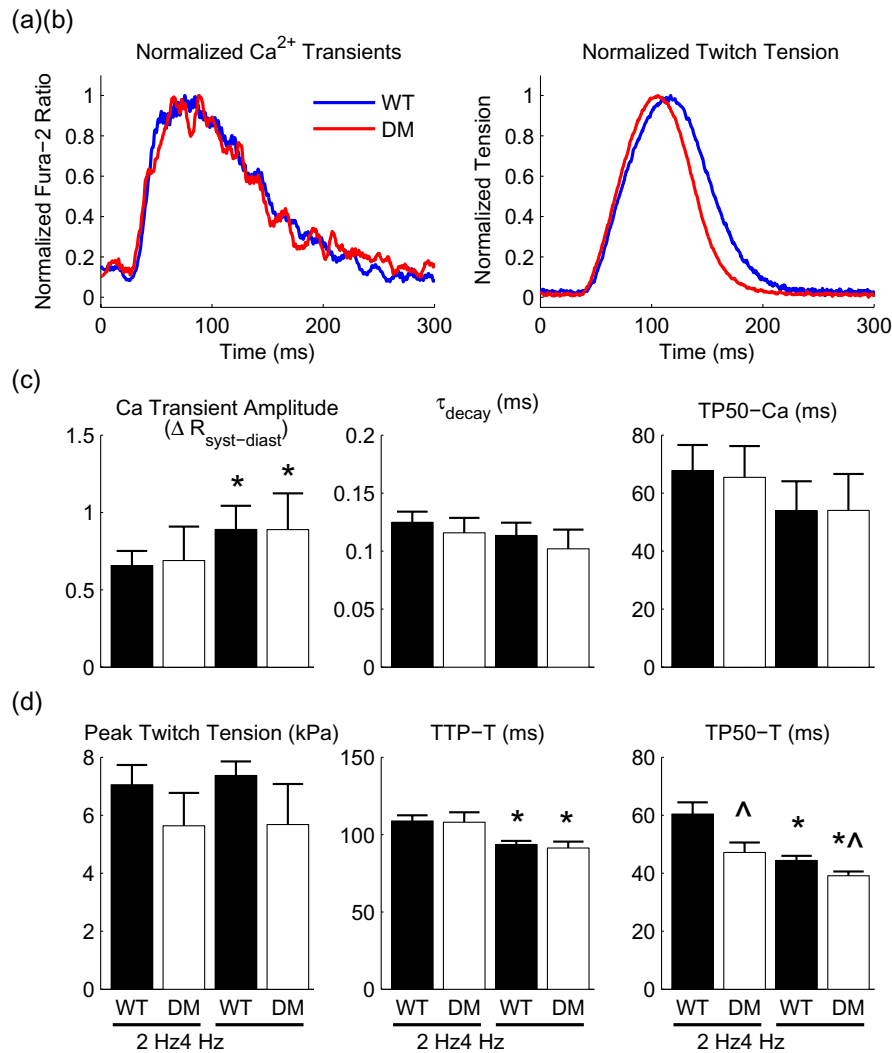 (a)(b)
Normalized Ca2+ Transients
Normalized Fura−2 Ratio
1
0.8
0.6
0.4
0.2
0
0 100 200 300
Time (ms)
WT
DM
Normalized Twitch Tension
Normalized Tension
1
0.8
0.6
0.4
0.2
0
0 100 200 300
Time (ms)
(c)
Ca Transient Amplitude
(Δ Rsyst−diast)
1.5
1
0.5
0
* *
τdecay (ms)
0.2
0.15
0.1
0.05
0
TP50−Ca (ms)
80
60
40
20
0
(d)
Peak Twitch Tension (kPa)
8
6
4
2
0
WT DM WT DM
2 Hz4 Hz
TTP−T (ms)
150
100
50
0
* *
WT DM WT DM
2 Hz4 Hz
TP50−T (ms)
80
60
40
20
0
^ * *^
WT DM WT DM
2 Hz4 Hz